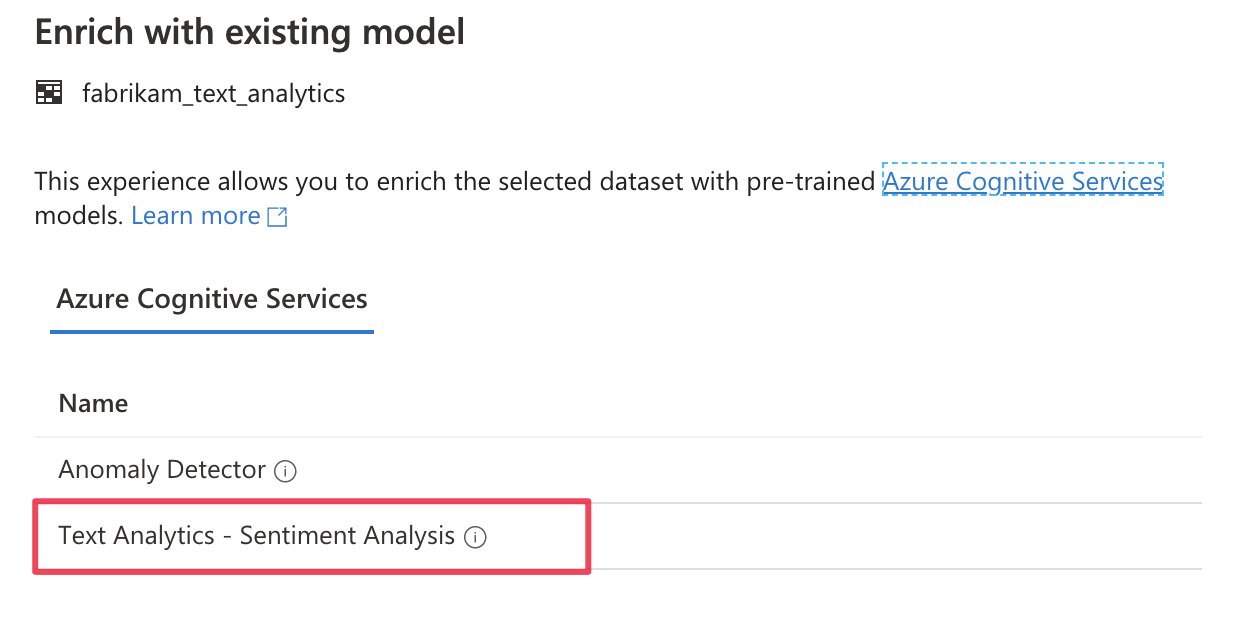 Enrich with existing model
fabrikam_text_analytics
This experience allows you to enrich the selected dataset with pre-trained Azure Cognitive Services
models. Learn more
Azure Cognitive Services
Name
Anomaly Detector
Text Analytics - Sentiment Analysis